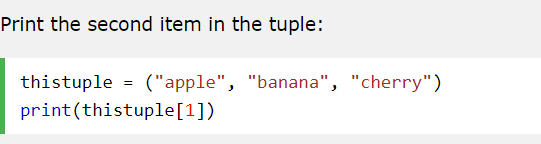 Print the second item in the tuple:
thistuple = ("apple", "banana", "cherry")
print(thistuple[1])